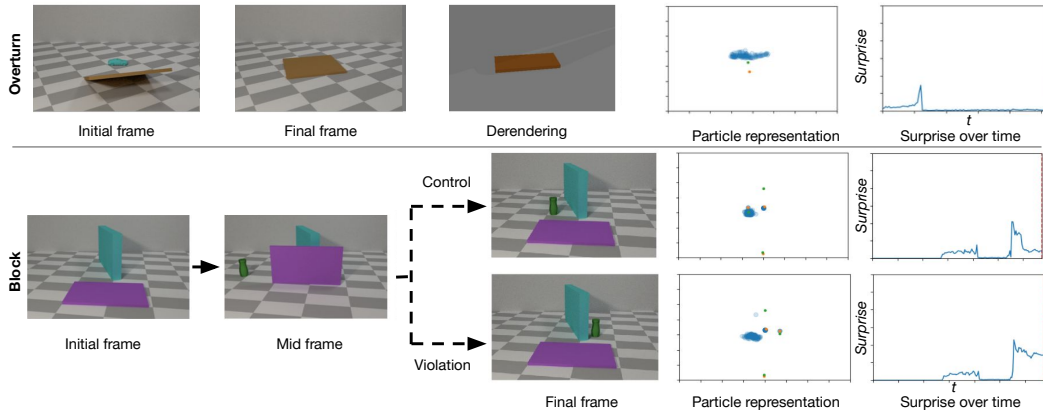 Overturn
Surprise
t
Initial frame
Final frame
Derendering
Particle representation
Surprise over time
Block
Control
Surprise
Initial frame
Mid frame
Violation
Surprise
t
Final frame
Particle representation
Surprise over time